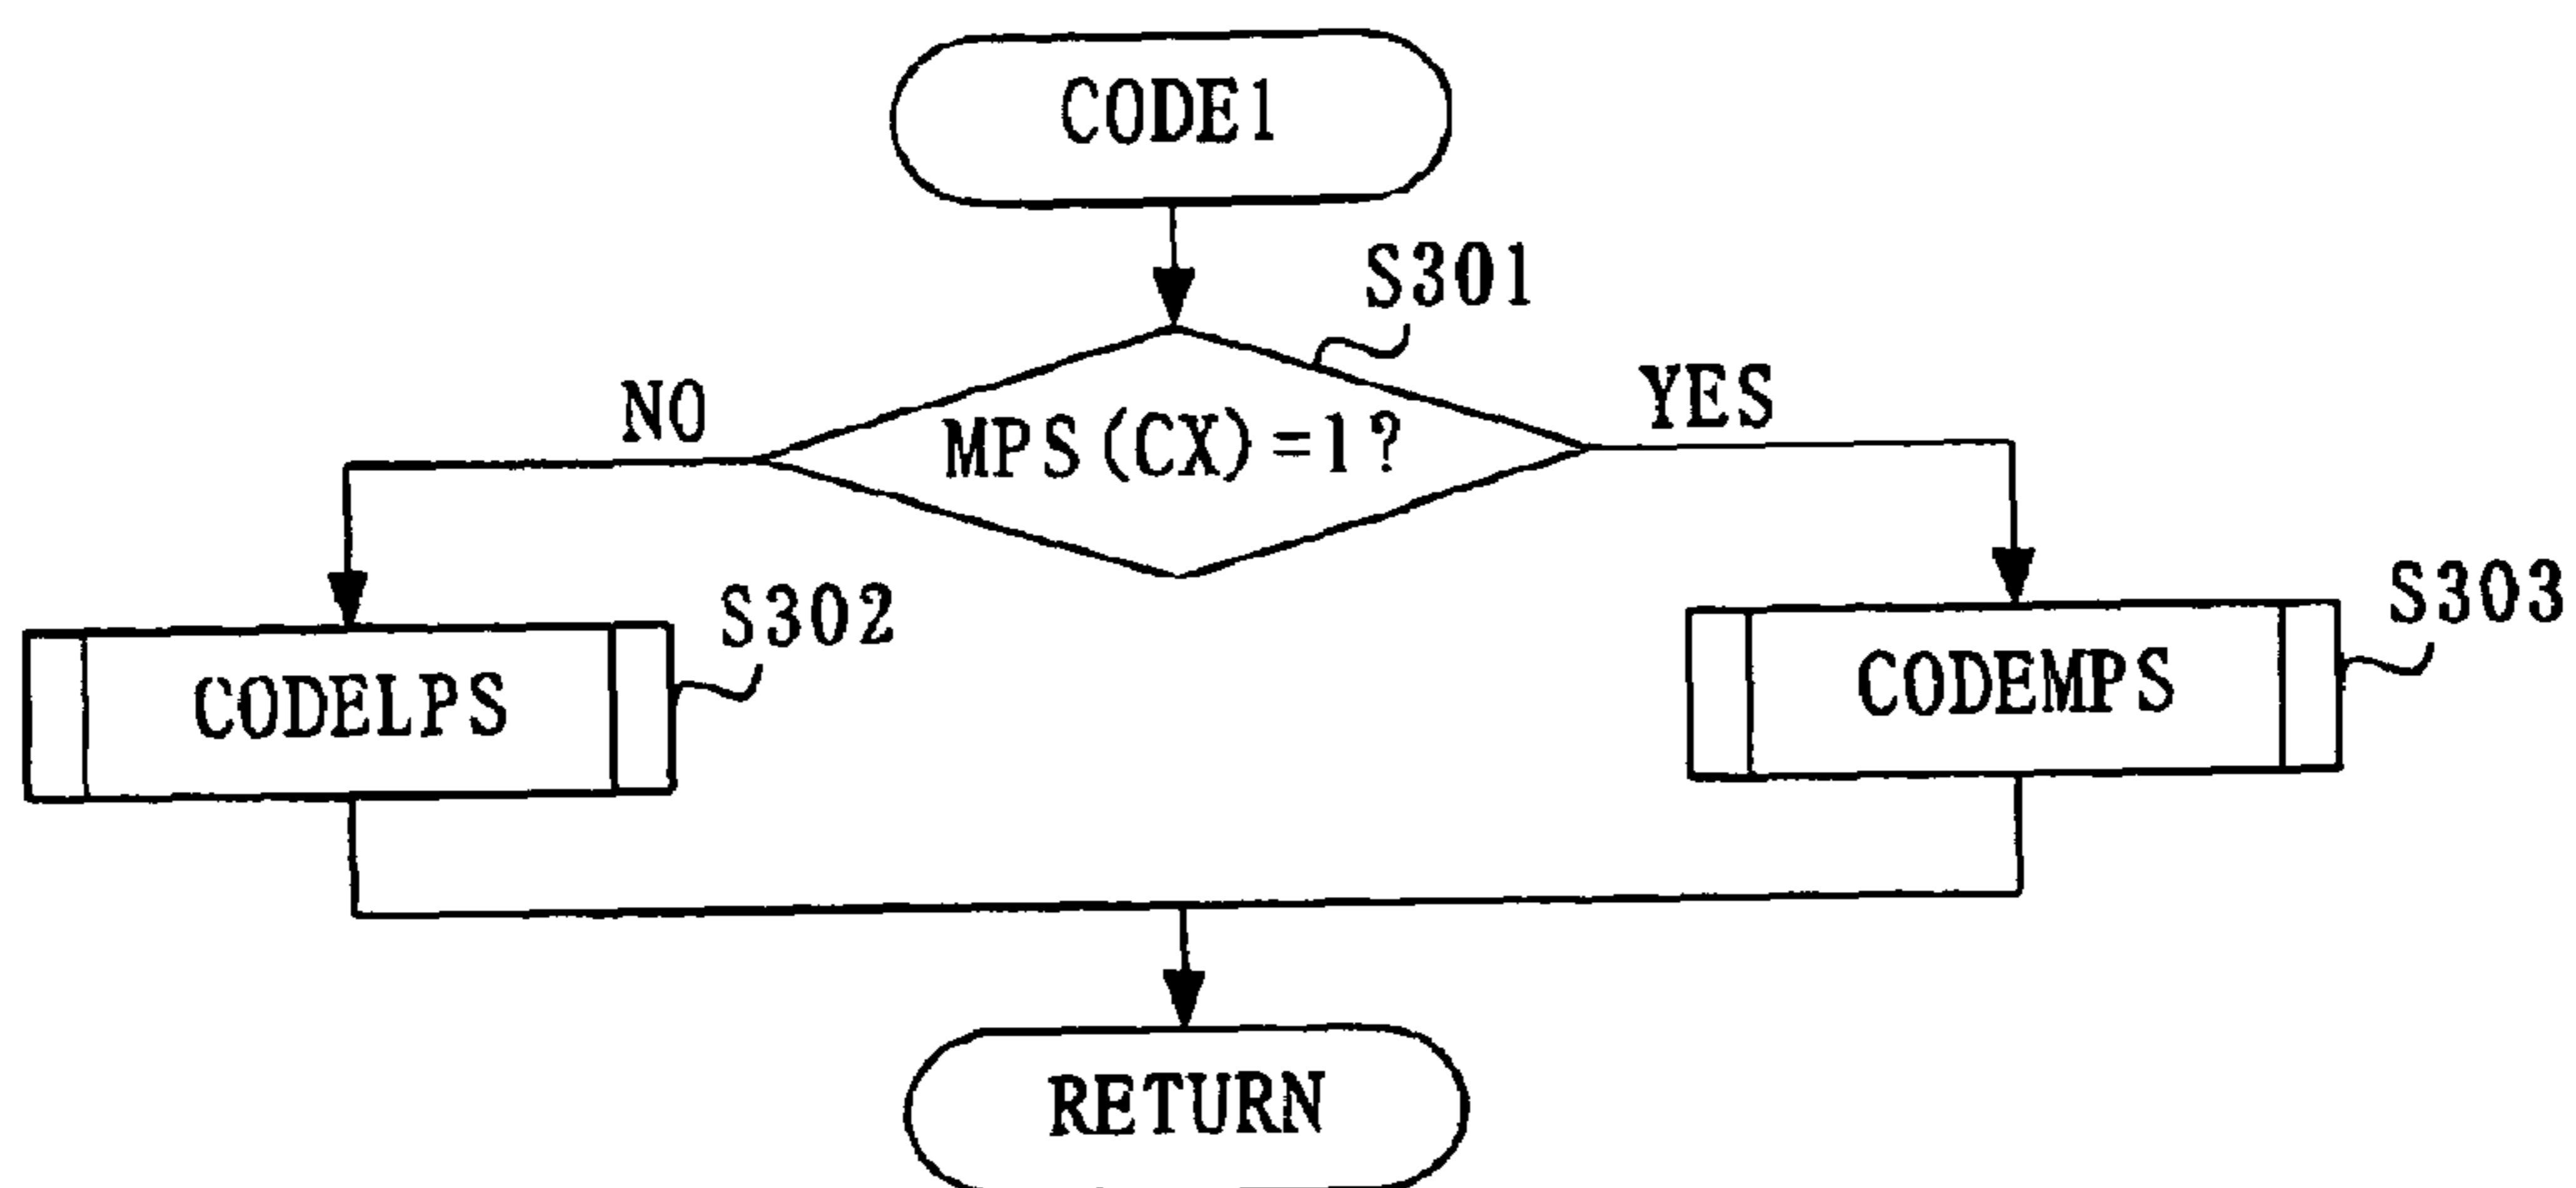 CODE1
S301
NO
MPS(CX)=1?
YES
S302
CODELPS
S303
CODEMPS
RETURN